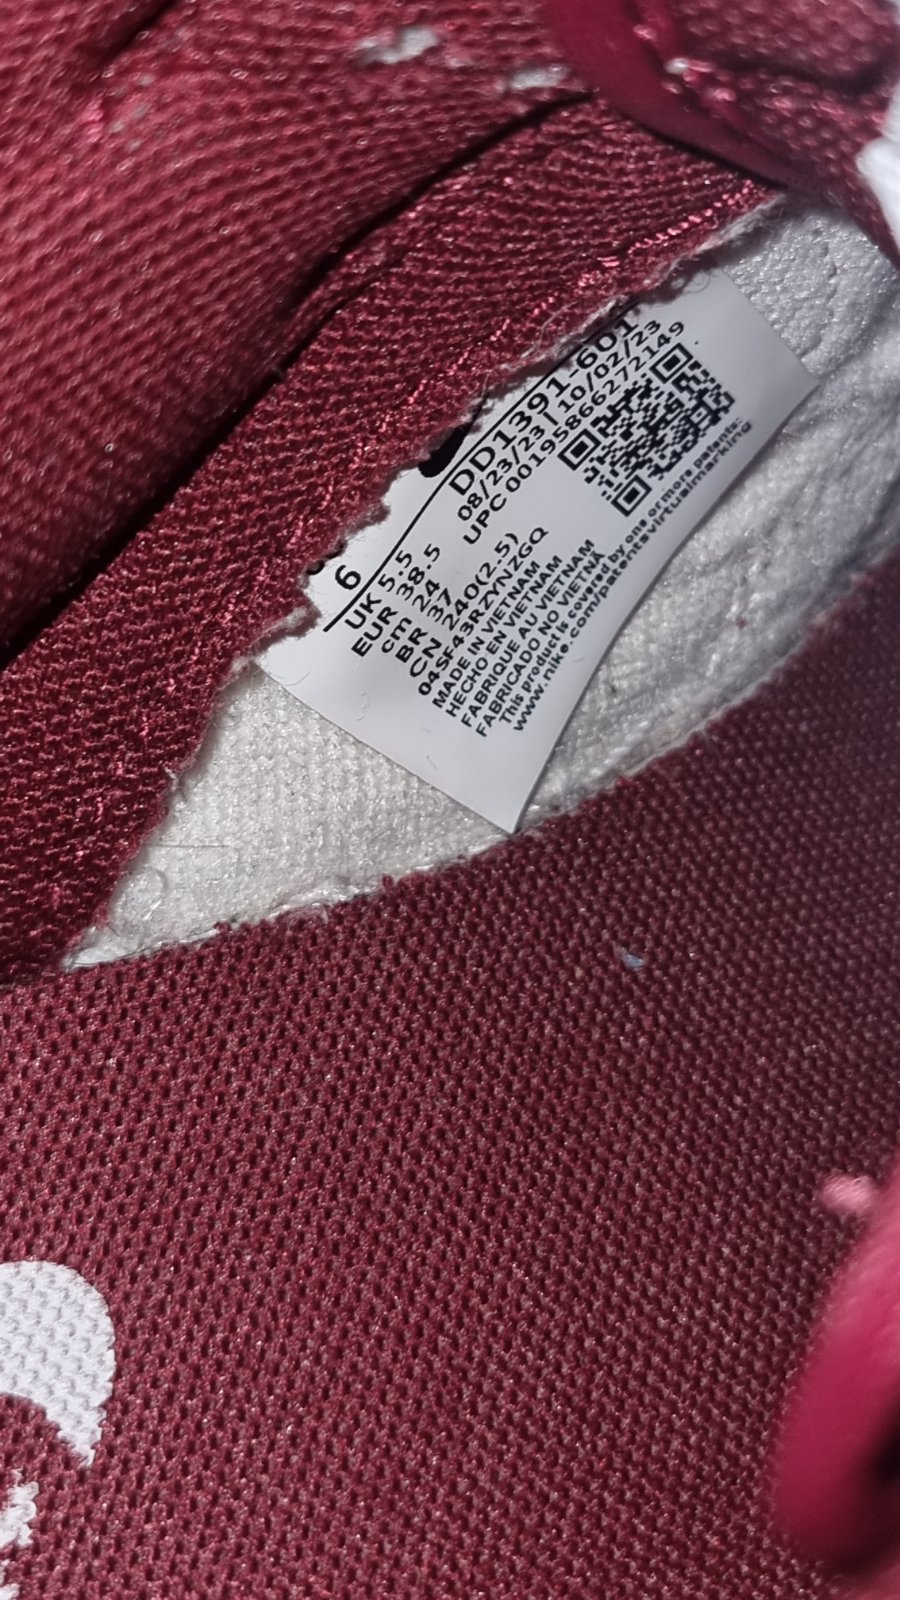 6
UK 5.5
EUR 38.5
cm 24
BR 37
CN 240(2.5)
DD1391-601
08/23/23 | 10/02/23
UPC 00195866272149
04SF43RZYNZGQ
MADE IN VIETNAM
HECHO EN VIETNAM
FABRIQUE AU VIETNAM
FABRICADO NO VIETNÃ
This product is covered by one or more patents:
www.nike.com/patentsvirtualmarking